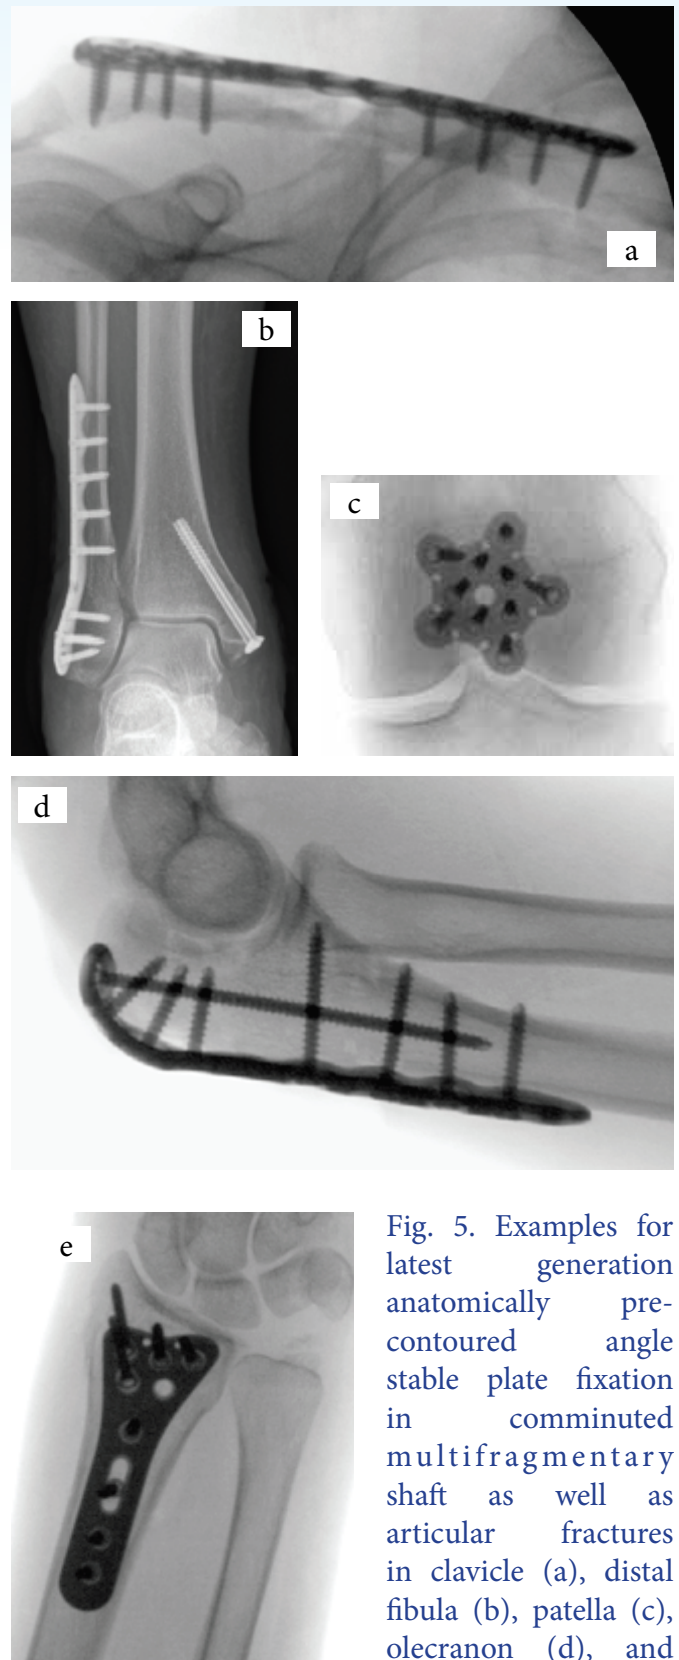 a
b
c
d
e
Fig. 5. Examples for
latest generation
anatomically pre-
contoured angle
stable plate fixation
in comminuted
multifragmentary
shaft as well as
articular fractures
in clavicle (a), distal
fibula (b), patella (c),
olecranon (d), and